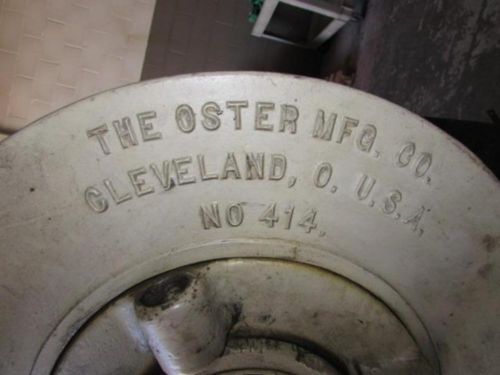 THE OSTER MFG. CO.
CLEVELAND, O. U.S.A.
NO 414.